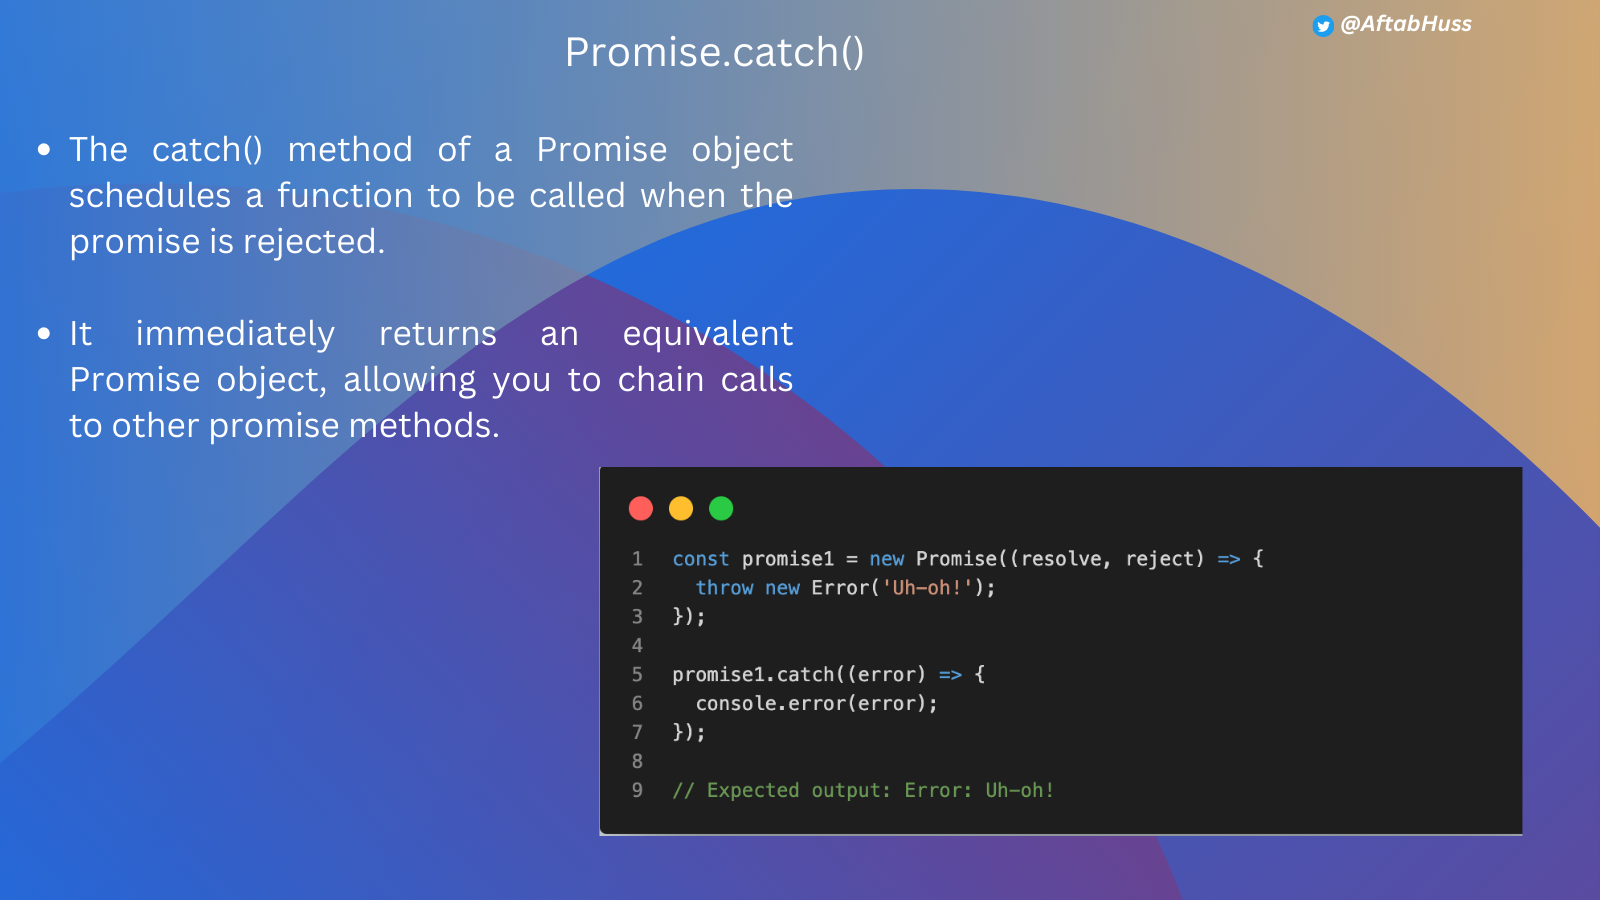 @AftabHuss
Promise.catch()
• The catch() method of a Promise object
schedules a function to be called when the
promise is rejected.
• It immediately returns an equivalent
Promise object, allowing you to chain calls
to other promise methods.
1 const promise1 = new Promise((resolve, reject) => {
2   throw new Error('Uh-oh!');
3 });
4
5 promise1.catch((error) => {
6   console.error(error);
7 });
8
9 // Expected output: Error: Uh-oh!